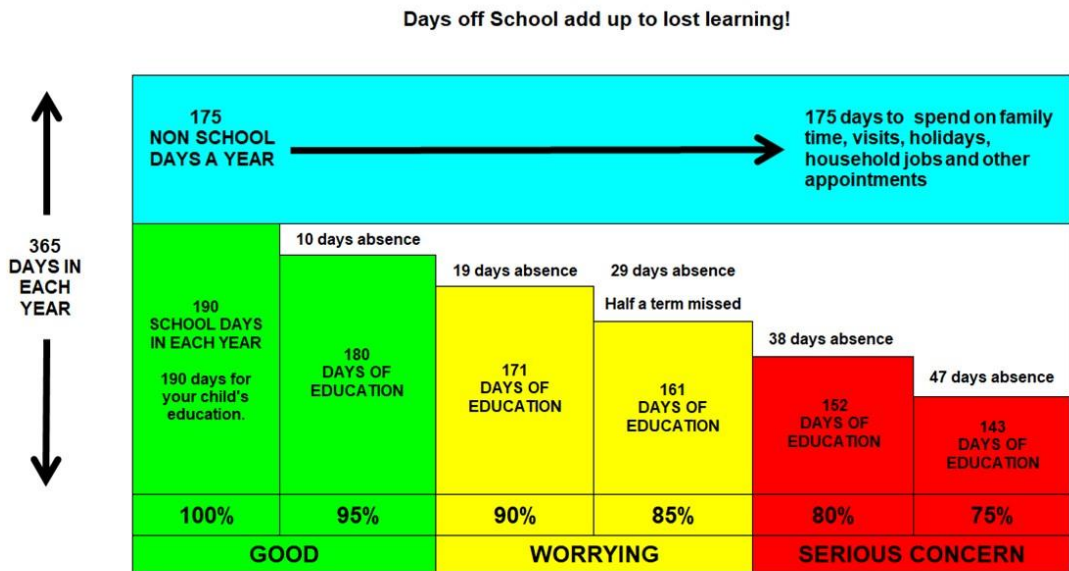 Days off School add up to lost learning!
175
NON SCHOOL
DAYS A YEAR
175 days to spend on family
time, visits, holidays,
household jobs and other
appointments
365
DAYS IN
EACH
YEAR
190
SCHOOL DAYS
IN EACH YEAR
190 days for
your child's
education.
10 days absence
180
DAYS OF
EDUCATION
19 days absence
171
DAYS OF
EDUCATION
29 days absence
Half a term missed
161
DAYS OF
EDUCATION
38 days absence
152
DAYS OF
EDUCATION
47 days absence
143
DAYS OF
EDUCATION
100%
95%
90%
85%
80%
75%
GOOD
WORRYING
SERIOUS CONCERN